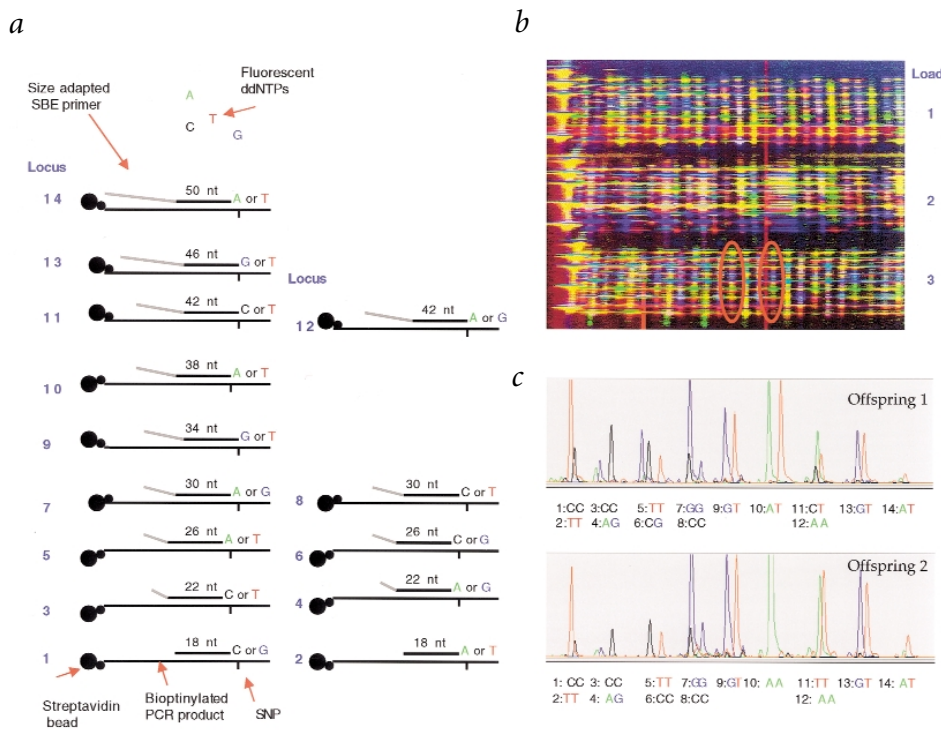 a
Size adapted
SBE primer
Fluorescent
ddNTPs
A
C T
G
Locus
14 50 nt A or T
13 46 nt G or T
11 42 nt C or T
10 38 nt A or T
9 34 nt G or T
7 30 nt A or G
5 26 nt A or T
3 22 nt C or T
1 18 nt C or G
Locus
12 42 nt A or G
8 30 nt C or T
6 26 nt C or G
4 22 nt A or G
2 18 nt A or T
Streptavidin
bead
Bioptinylated
PCR product
SNP
b
Load
1
2
3
c
Offspring 1
1:CC 3:CC 5:TT 7:GG 9:GT 10:AT 11:CT 13:GT 14:AT
2:TT 4:AG 6:CG 8:CC 12:AA
Offspring 2
1: CC 3: CC 5:TT 7:GG 9:GT 10: AA 11:TT 13:GT 14: AT
2:TT 4: AG 6:CC 8:CC 12: AA